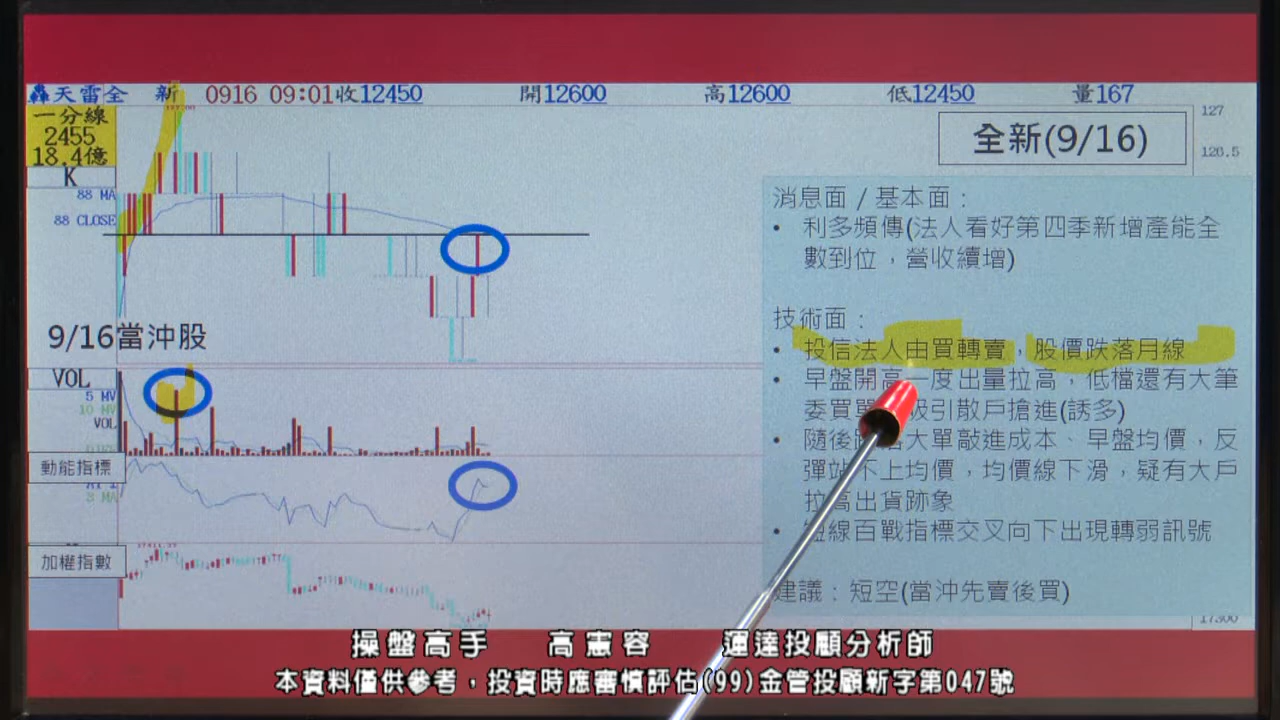 轟天雷全 新 0916 09:01收12450 開12600 高12600 低12450 量167
一分線
2455
18.4億
K
88 MA
88 CLOSE
127
126.5
全新(9/16)
消息面 / 基本面：
• 利多頻傳(法人看好第四季新增產能全
數到位，營收續增)
技術面：
• 投信法人由買轉賣，股價跌落月線
• 早盤開高一度出量拉高，低檔還有大筆
委買單 吸引散戶搶進(誘多)
• 隨後跌 大單敲進成本、早盤均價，反
彈站不上均價，均價線下滑，疑有大戶
拉高出貨跡象
• 短線百戰指標交叉向下出現轉弱訊號
建議：短空(當沖先賣後買)
9/16當沖股
VOL
5 MV
10 MV
VOL
動能指標
3 MA
加權指數
17300
操盤高手 高憲容 運達投顧分析師
本資料僅供參考，投資時應審慎評估(99)金管投顧新字第047號